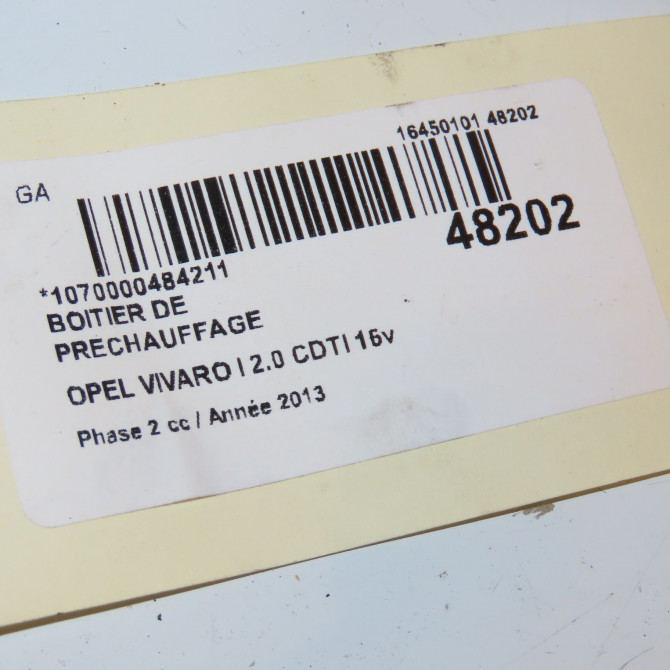 16450101 48202
GA
48202
*1070000484211
BOITIER DE
PRECHAUFFAGE
OPEL VIVARO I 2.0 CDTI 16v
Phase 2 cc / Année 2013